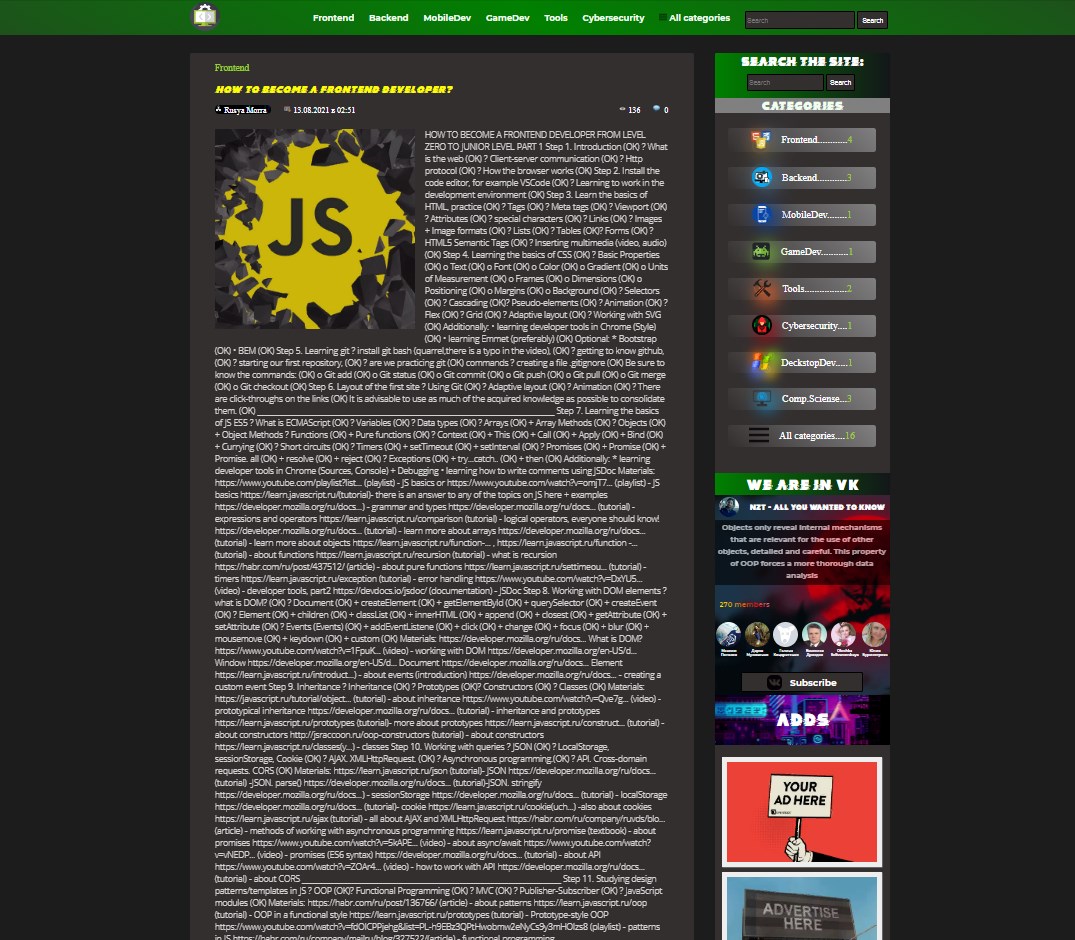 Frontend Backend MobileDev GameDev Tools Cybersecurity All categories Search Search
Frontend
HOW TO BECOME A FRONTEND DEVELOPER?
Rusya Morra 13.08.2021 в 02:51 136 0
JS
HOW TO BECOME A FRONTEND DEVELOPER FROM LEVEL
ZERO TO JUNIOR LEVEL PART 1 Step 1. Introduction (OK) ? What
is the web (OK) ? Client-server communication (OK) ? Http
protocol (OK) ? How the browser works (OK) Step 2. Install the
code editor, for example VSCode (OK) ? Learning to work in the
development environment (OK) Step 3. Learn the basics of
HTML, practice (OK) ? Tags (OK) ? Meta tags (OK) ? Viewport (OK)
? Attributes (OK) ? special characters (OK) ? Links (OK) ? Images
+ Image formats (OK) ? Lists (OK) ? Tables (OK)? Forms (OK) ?
HTML5 Semantic Tags (OK) ? Inserting multimedia (video, audio)
(OK) Step 4. Learning the basics of CSS (OK) ? Basic Properties
(OK) o Text (OK) o Font (OK) o Color (OK) o Gradient (OK) o Units
of Measurement (OK) o Frames (OK) o Dimensions (OK) o
Positioning (OK) o Margins (OK) o Background (OK) ? Selectors
(OK) ? Cascading (OK)? Pseudo-elements (OK) ? Animation (OK) ?
Flex (OK) ? Grid (OK) ? Adaptive layout (OK) ? Working with SVG
(OK) Additionally: • learning developer tools in Chrome (Style)
(OK) • learning Emmet (preferably) (OK) Optional: * Bootstrap
(OK) • BEM (OK) Step 5. Learning git ? install git bash (quarrel,there is a typo in the video), (OK) ? getting to know github,
(OK) ? starting our first repository, (OK) ? are we practicing git (OK) commands ? creating a file .gitignore (OK) Be sure to
know the commands: (OK) o Git add (OK) o Git status (OK) o Git commit (OK) o Git push (OK) o Git pull (OK) o Git merge
(OK) o Git checkout (OK) Step 6. Layout of the first site ? Using Git (OK) ? Adaptive layout (OK) ? Animation (OK) ? There
are click-throughs on the links (OK) It is advisable to use as much of the acquired knowledge as possible to consolidate
them. (OK) ____________________ Step 7. Learning the basics
of JS ES5 ? What is ECMAScript (OK) ? Variables (OK) ? Data types (OK) ? Arrays (OK) + Array Methods (OK) ? Objects (OK)
+ Object Methods ? Functions (OK) + Pure functions (OK) ? Context (OK) + This (OK) + Call (OK) + Apply (OK) + Bind (OK)
+ Currying (OK) ? Short circuits (OK) ? Timers (OK) + setTimeout (OK) + setInterval (OK) ? Promises (OK) + Promise (OK) +
Promise. all (OK) + resolve (OK) + reject (OK) ? Exceptions (OK) + try...catch.. (OK) + then (OK) Additionally: * learning
developer tools in Chrome (Sources, Console) + Debugging • learning how to write comments using JSDoc Materials:
https://www.youtube.com/playlist?list... (playlist) - JS basics or https://www.youtube.com/watch?v=omjT7... (playlist) - JS
basics https://learn.javascript.ru/(tutorial)- there is an answer to any of the topics on JS here + examples
https://developer.mozilla.org/ru/docs... - grammar and types https://developer.mozilla.org/ru/docs... (tutorial) -
expressions and operators https://learn.javascript.ru/comparison (tutorial) - logical operators, everyone should know!
https://developer.mozilla.org/ru/docs... (tutorial) - learn more about arrays https://developer.mozilla.org/ru/docs...
(tutorial) - learn more about objects https://learn.javascript.ru/function-... , https://learn.javascript.ru/function -...
(tutorial) - about functions https://learn.javascript.ru/recursion (tutorial) - what is recursion
https://habr.com/ru/post/437512/ (article) - about pure functions https://learn.javascript.ru/settimeou... (tutorial) -
timers https://learn.javascript.ru/exception (tutorial) - error handling https://www.youtube.com/watch?v=DxYU5...
(video) - developer tools, part2 https://devdocs.io/jsdoc/ (documentation) - JSDoc Step 8. Working with DOM elements ?
what is DOM? (OK) ? Document (OK) + createElement (OK) + getElementById (OK) + querySelector (OK) + createEvent
(OK) ? Element (OK) + children (OK) + classList (OK) + innerHTML (OK) + append (OK) + closest (OK) + getAttribute (OK) +
setAttribute (OK) ? Events (Events) (OK) + addEventListene (OK) + click (OK) + change (OK) + focus (OK) + blur (OK) +
mousemove (OK) + keydown (OK) + custom (OK) Materials: https://developer.mozilla.org/ru/docs... What is DOM?
https://www.youtube.com/watch?v=1FpuK... (video) - working with DOM https://developer.mozilla.org/en-US/d...
Window https://developer.mozilla.org/en-US/d... Document https://developer.mozilla.org/ru/docs... Element
https://learn.javascript.ru/introduct...) - about events (introduction) https://developer.mozilla.org/ru/docs... - creating a
custom event Step 9. Inheritance ? Inheritance (OK) ? Prototypes (OK)? Constructors (OK) ? Classes (OK) Materials:
https://javascript.ru/tutorial/object... (tutorial) - about inheritance https://www.youtube.com/watch?v=Qve7g... (video) -
prototypical inheritance https://developer.mozilla.org/ru/docs... (tutorial) - inheritance and prototypes
https://learn.javascript.ru/prototypes (tutorial)- more about prototypes https://learn.javascript.ru/construct... (tutorial) -
about constructors http://jsraccoon.ru/oop-constructors (tutorial) - about constructors
https://learn.javascript.ru/classes(y...) - classes Step 10. Working with queries ? JSON (OK) ? LocalStorage,
sessionStorage, Cookie (OK) ? AJAX. XMLHttpRequest. (OK) ? Asynchronous programming.(OK) ? API. Cross-domain
requests. CORS (OK) Materials: https://learn.javascript.ru/json (tutorial)- JSON https://developer.mozilla.org/ru/docs...
(tutorial) -JSON. parse() https://developer.mozilla.org/ru/docs... (tutorial)-JSON. stringify
https://developer.mozilla.org/ru/docs...) - sessionStorage https://developer.mozilla.org/ru/docs... (tutorial) - localStorage
https://developer.mozilla.org/ru/docs... (tutorial)- cookie https://learn.javascript.ru/cookie(uch...) -also about cookies
https://learn.javascript.ru/ajax (tutorial) - all about AJAX and XMLHttpRequest https://habr.com/ru/company/ruvds/blo...
(article) - methods of working with asynchronous programming https://learn.javascript.ru/promise (textbook) - about
promises https://www.youtube.com/watch?v=5kAPE... (video) - about async/await https://www.youtube.com/watch?
v=vNEDP... (video) - promises (ES6 syntax) https://developer.mozilla.org/ru/docs... (tutorial) - about API
https://www.youtube.com/watch?v=ZOAr4... (video) - how to work with API https://developer.mozilla.org/ru/docs...
(tutorial) - about CORS ____________________ Step 11. Studying design
patterns/templates in JS ? OOP (OK)? Functional Programming (OK) ? MVC (OK) ? Publisher-Subscriber (OK) ? JavaScript
modules (OK) Materials: https://habr.com/ru/post/136766/ (article) - about patterns https://learn.javascript.ru/oop
(tutorial) - OOP in a functional style https://learn.javascript.ru/prototypes (tutorial) - Prototype-style OOP
https://www.youtube.com/watch?v=fdOICPPjehg&list=PL-h9EBz3QPtHwobmw2eNyCs9y3mHOlzs8 (playlist) - patterns
in JS https://habr.com/ru/company/mailru/blog/327522/(article) - functional programming
SEARCH THE SITE:
Search Search
CATEGORIES
Frontend............4
Backend............3
MobileDev........1
GameDev..........1
Tools.................2
Cybersecurity....1
DeckstopDev.....1
Comp.Sciense...3
All categories....16
WE ARE IN VK
NZT - ALL YOU WANTED TO KNOW
Objects only reveal internal mechanisms
that are relevant for the use of other
objects, detailed and careful. This property
of OOP forces a more thorough data
analysis
270 members
Subscribe
ADDS
YOUR
AD HERE
ADVERTISE
HERE